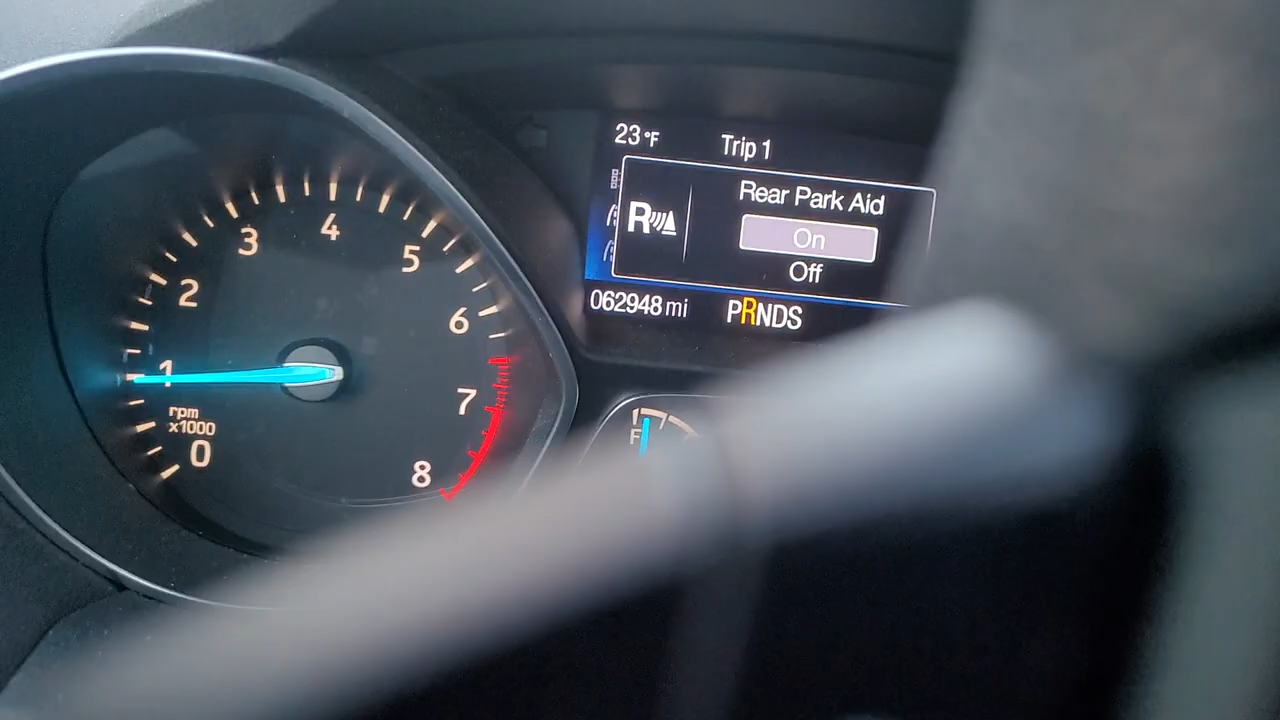 23°F Trip 1
Rear Park Aid
R
On
Off
062948 mi PRNDS
0
1
2
3
4
5
6
7
8
rpm
x1000
F